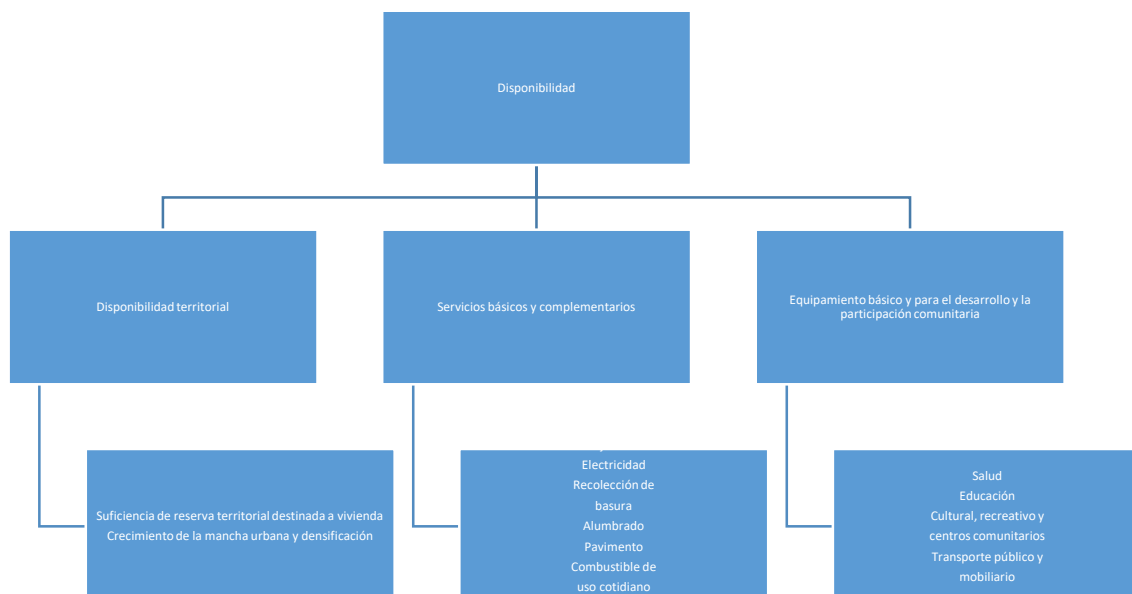 Disponibilidad
Disponibilidad territorial
Servicios básicos y complementarios
Equipamiento básico y para el desarrollo y la
participación comunitaria
Suficiencia de reserva territorial destinada a vivienda
Crecimiento de la mancha urbana y densificación
Electricidad
Recolección de
basura
Alumbrado
Pavimento
Combustible de
uso cotidiano
Salud
Educación
Cultural, recreativo y
centros comunitarios
Transporte público y
mobiliario